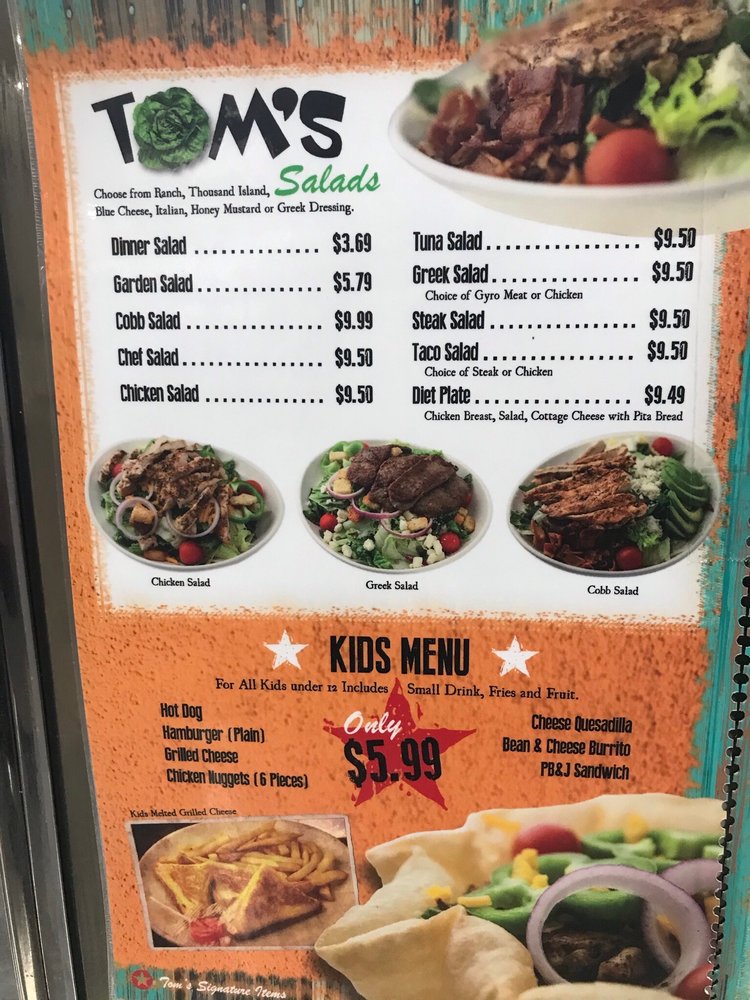 TOM'S
Salads
Choose from Ranch, Thousand Island,
Blue Cheese, Italian, Honey Mustard or Greek Dressing.
Dinner Salad .............. $3.69
Garden Salad .............. $5.79
Cobb Salad ............... $9.99
Chef Salad ............... $9.50
Chicken Salad ............. $9.50
Tuna Salad ................. $9.50
Greek Salad ................ $9.50
Choice of Gyro Meat or Chicken
Steak Salad ................ $9.50
Taco Salad ................. $9.50
Choice of Steak or Chicken
Diet Plate ................. $9.49
Chicken Breast, Salad, Cottage Cheese with Pita Bread
Chicken Salad
Greek Salad
Cobb Salad
KIDS MENU
For All Kids under 12 Includes Small Drink, Fries and Fruit.
Hot Dog
Hamburger (Plain)
Grilled Cheese
Chicken Nuggets (6 Pieces)
Only
$5.99
Cheese Quesadilla
Bean & Cheese Burrito
PB&J Sandwich
Kids Melted Grilled Cheese
Tom's Signature Items